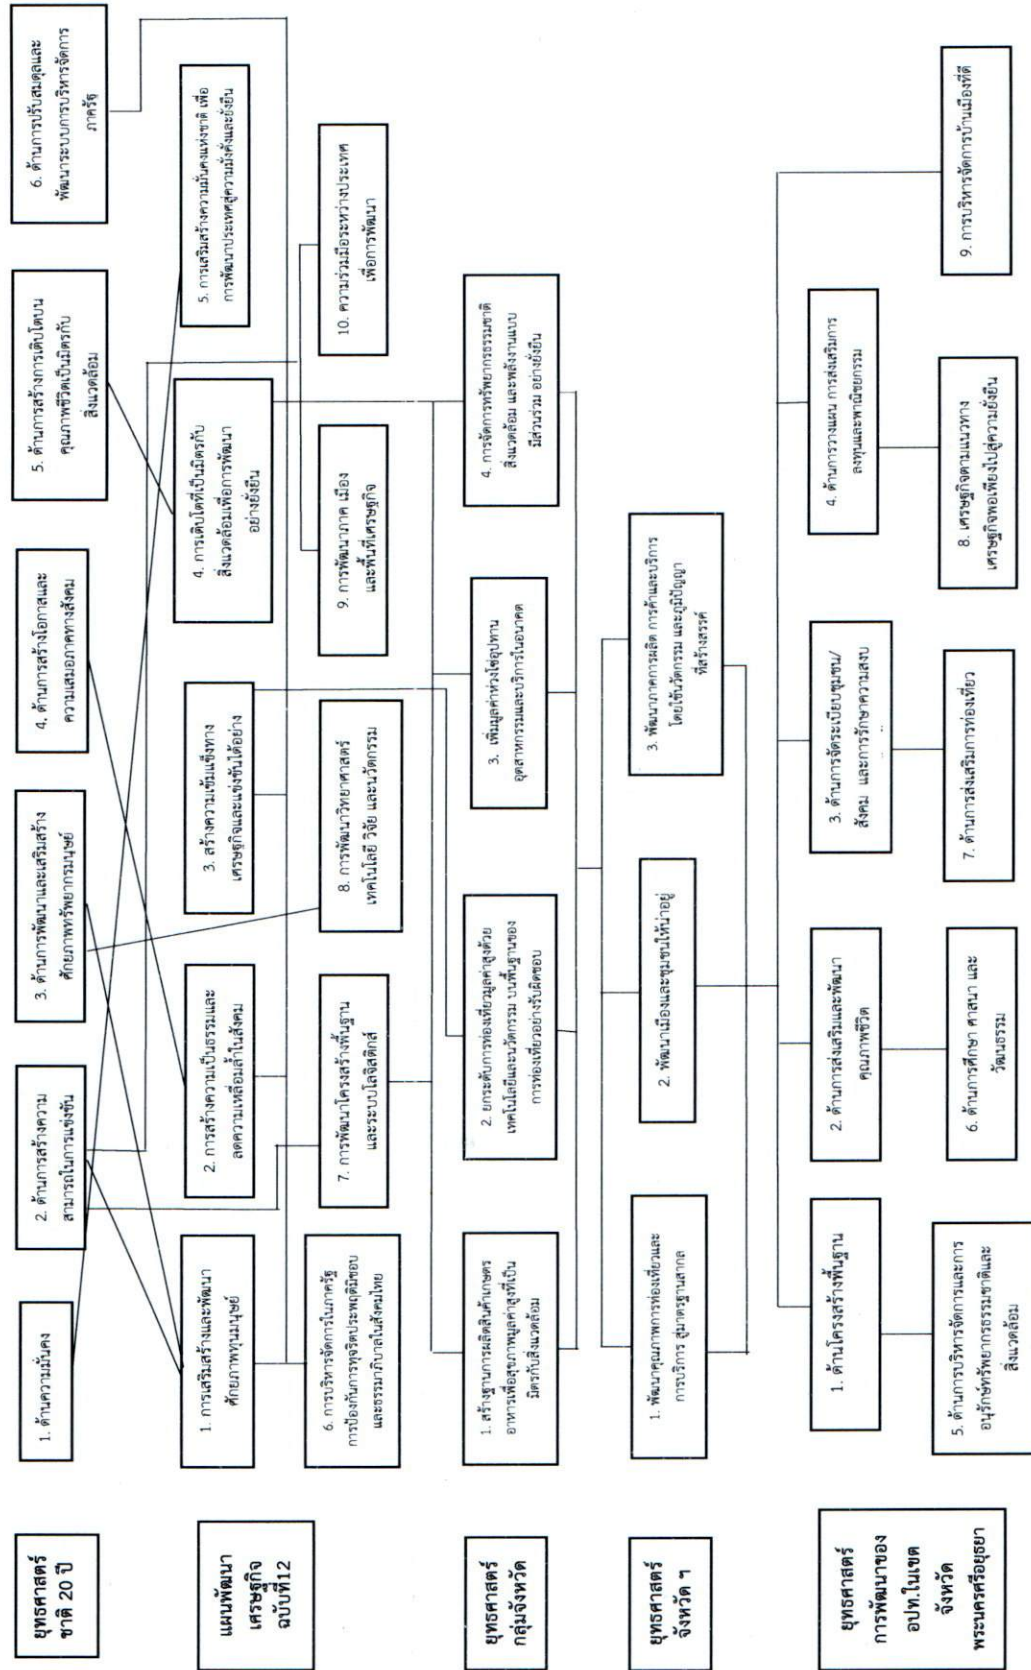 ยุทธศาสตร์
ชาติ 20 ปี
1. ด้านความมั่นคง
2. ด้านการสร้างความ
สามารถในการแข่งขัน
3. ด้านการพัฒนาและเสริมสร้าง
ศักยภาพทรัพยากรมนุษย์
4. ด้านการสร้างโอกาสและ
ความเสมอภาคทางสังคม
5. ด้านการสร้างการเติบโตบน
คุณภาพชีวิตเป็นมิตรกับ
สิ่งแวดล้อม
6. ด้านการปรับสมดุลและ
พัฒนาระบบการบริหารจัดการ
ภาครัฐ
แผนพัฒนา
เศรษฐกิจ
ฉบับที่12
1. การเสริมสร้างและพัฒนา
ศักยภาพทุนมนุษย์
2. การสร้างความเป็นธรรมและ
ลดความเหลื่อมล้ำในสังคม
3. สร้างความเข้มแข็งทาง
เศรษฐกิจและแข่งขันได้อย่าง
4. การเติบโตที่เป็นมิตรกับ
สิ่งแวดล้อมเพื่อการพัฒนา
อย่างยั่งยืน
5. การเสริมสร้างความมั่นคงแห่งชาติ เพื่อ
การพัฒนาประเทศสู่ความมั่งคั่งและยั่งยืน
6. การบริหารจัดการในภาครัฐ
การป้องกันการทุจริตประพฤติมิชอบ
และธรรมาภิบาลในสังคมไทย
7. การพัฒนาโครงสร้างพื้นฐาน
และระบบโลจิสติกส์
8. การพัฒนาวิทยาศาสตร์
เทคโนโลยี วิจัย และนวัตกรรม
9. การพัฒนาภาค เมือง
และพื้นที่เศรษฐกิจ
10. ความร่วมมือระหว่างประเทศ
เพื่อการพัฒนา
ยุทธศาสตร์
กลุ่มจังหวัด
1. สร้างฐานการผลิตสินค้าเกษตร
อาหารเพื่อสุขภาพมูลค่าสูงที่เป็น
มิตรกับสิ่งแวดล้อม
2. ยกระดับการท่องเที่ยวมูลค่าสูงด้วย
เทคโนโลยีและนวัตกรรม บนพื้นฐานของ
การท่องเที่ยวอย่างรับผิดชอบ
3. เพิ่มมูลค่าห่วงโซ่อุปทาน
อุตสาหกรรมและบริการในอนาคต
4. การจัดการทรัพยากรธรรมชาติ
สิ่งแวดล้อม และพลังงานแบบ
มีส่วนร่วม อย่างยั่งยืน
ยุทธศาสตร์
จังหวัด ฯ
1. พัฒนาคุณภาพการท่องเที่ยวและ
การบริการ สู่มาตรฐานสากล
2. พัฒนาเมืองและชุมชนให้น่าอยู่
3. พัฒนาภาคการผลิต การค้าและบริการ
โดยใช้นวัตกรรม และภูมิปัญญา
ที่สร้างสรรค์
ยุทธศาสตร์
การพัฒนาของ
อปท.ในเขต
จังหวัด
พระนครศรีอยุธยา
1. ด้านโครงสร้างพื้นฐาน
2. ด้านการส่งเสริมและพัฒนา
คุณภาพชีวิต
3. ด้านการจัดระเบียบชุมชน/
สังคม และการรักษาความสงบ
4. ด้านการวางแผน การส่งเสริมการ
ลงทุนและพาณิชยกรรม
5. ด้านการบริหารจัดการและการ
อนุรักษ์ทรัพยากรธรรมชาติและ
สิ่งแวดล้อม
6. ด้านการศึกษา ศาสนา และ
วัฒนธรรม
7. ด้านการส่งเสริมการท่องเที่ยว
8. เศรษฐกิจตามแนวทาง
เศรษฐกิจพอเพียงไปสู่ความยั่งยืน
9. การบริหารจัดการบ้านเมืองที่ดี